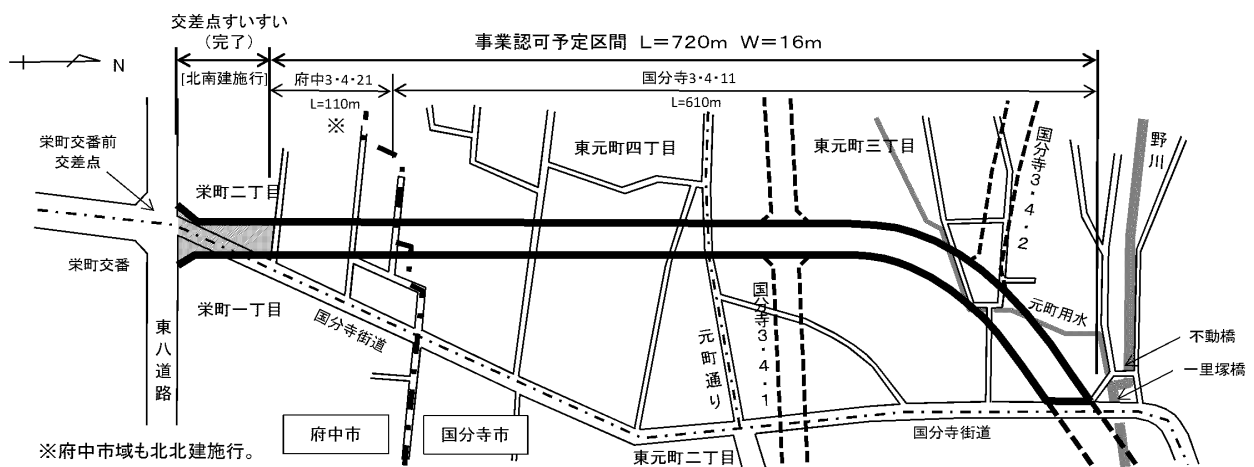 交差点すいすい
（完了）
事業認可予定区間 L=720m W=16m
N
[北南建施行]
府中3・4・21
L=110m
※
国分寺3・4・11
L=610m
栄町交番前
交差点
栄町二丁目
東元町四丁目
東元町三丁目
国分寺3・4・2
野川
栄町交番
栄町一丁目
国分寺街道
東八道路
元町通り
国分寺3・4・1
元町用水
不動橋
一里塚橋
府中市
国分寺市
国分寺街道
東元町二丁目
※府中市域も北北建施行。